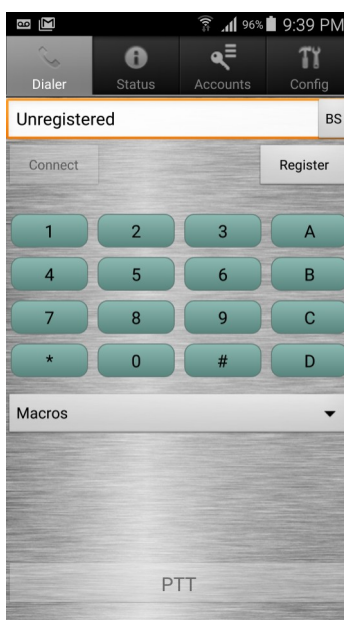 96% 9:39 PM
Dialer Status Accounts Config
Unregistered BS
Connect Register
1 2 3 A
4 5 6 B
7 8 9 C
* 0 # D
Macros
PTT